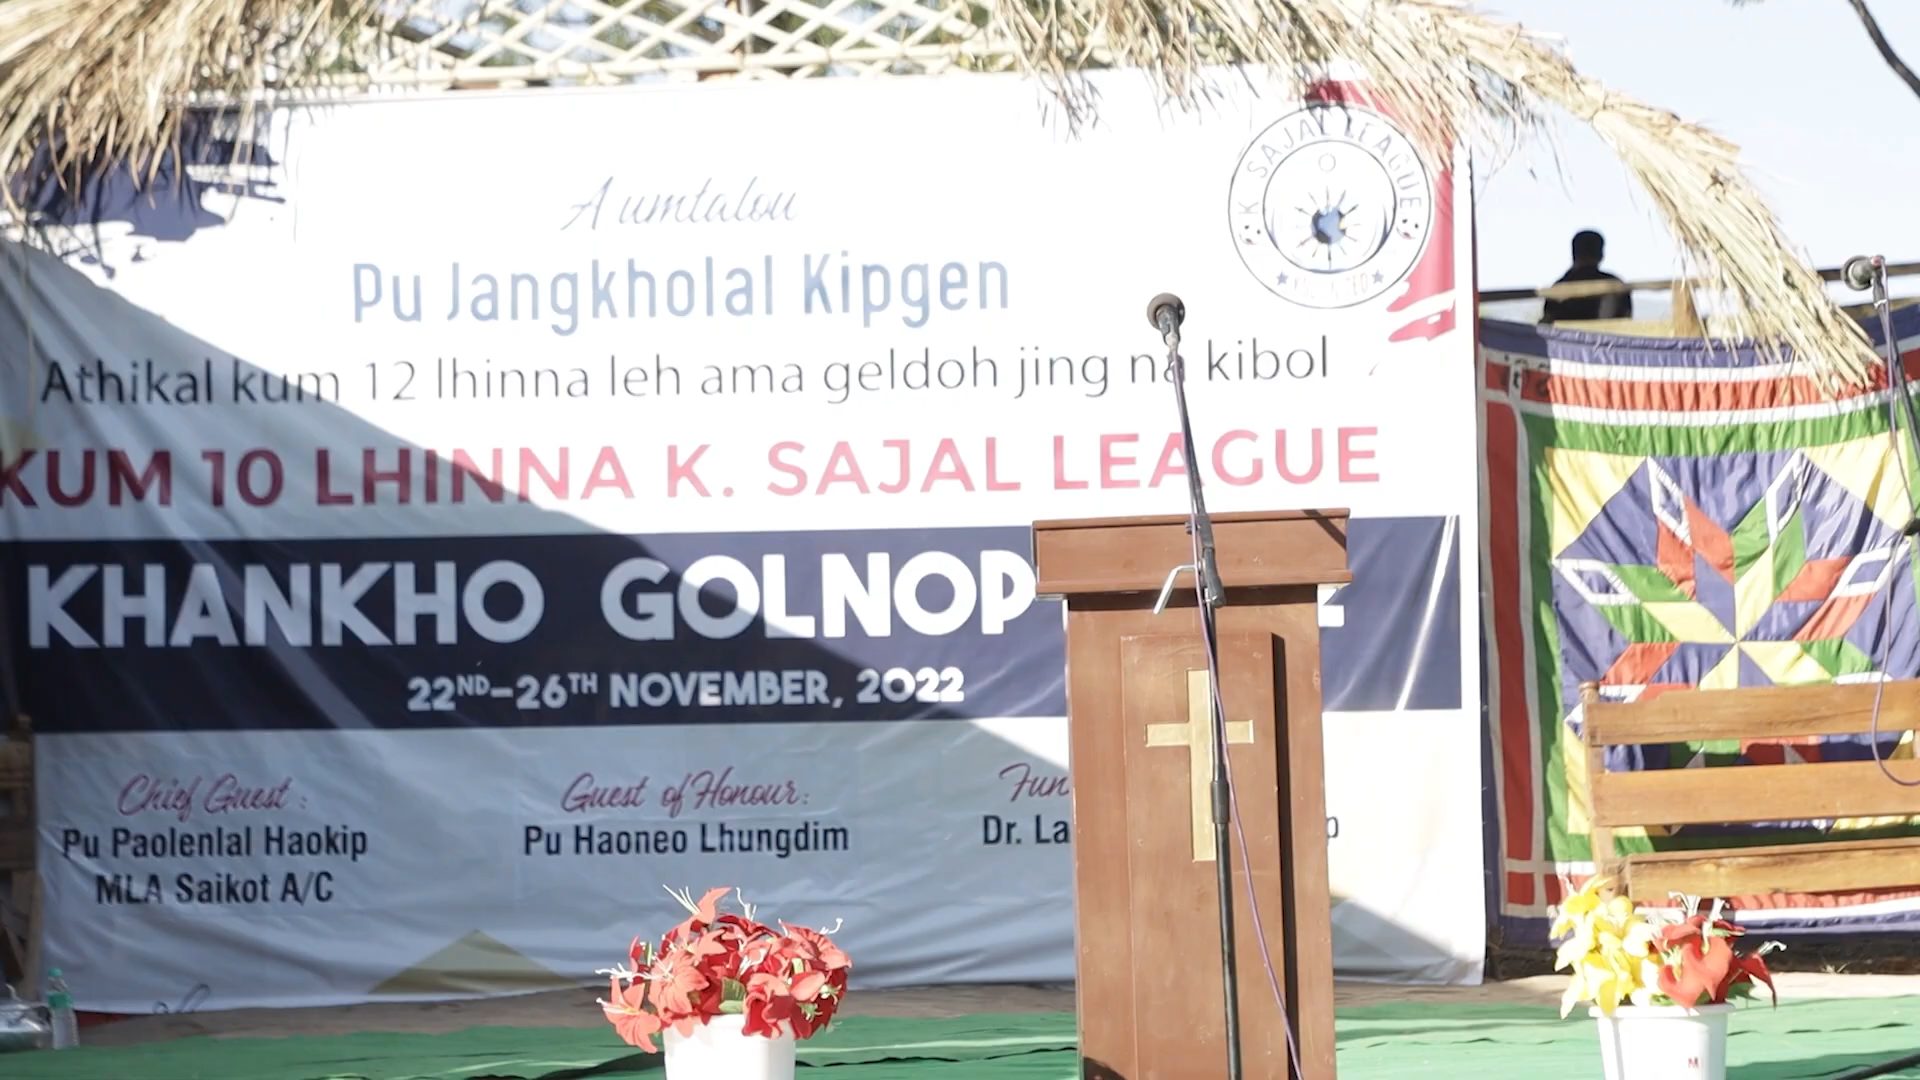 K SAJAL LEAGUE
A umtalou
Pu Jangkholal Kipgen
Athikal kum 12 lhinna leh ama geldoh jing na kibol
KUM 10 LHINNA K. SAJAL LEAGUE
KHANKHO GOLNOP
22ND-26TH NOVEMBER, 2022
Chief Guest :
Pu Paolenlal Haokip
MLA Saikot A/C
Guest of Honour:
Pu Haoneo Lhungdim
Dr.
M